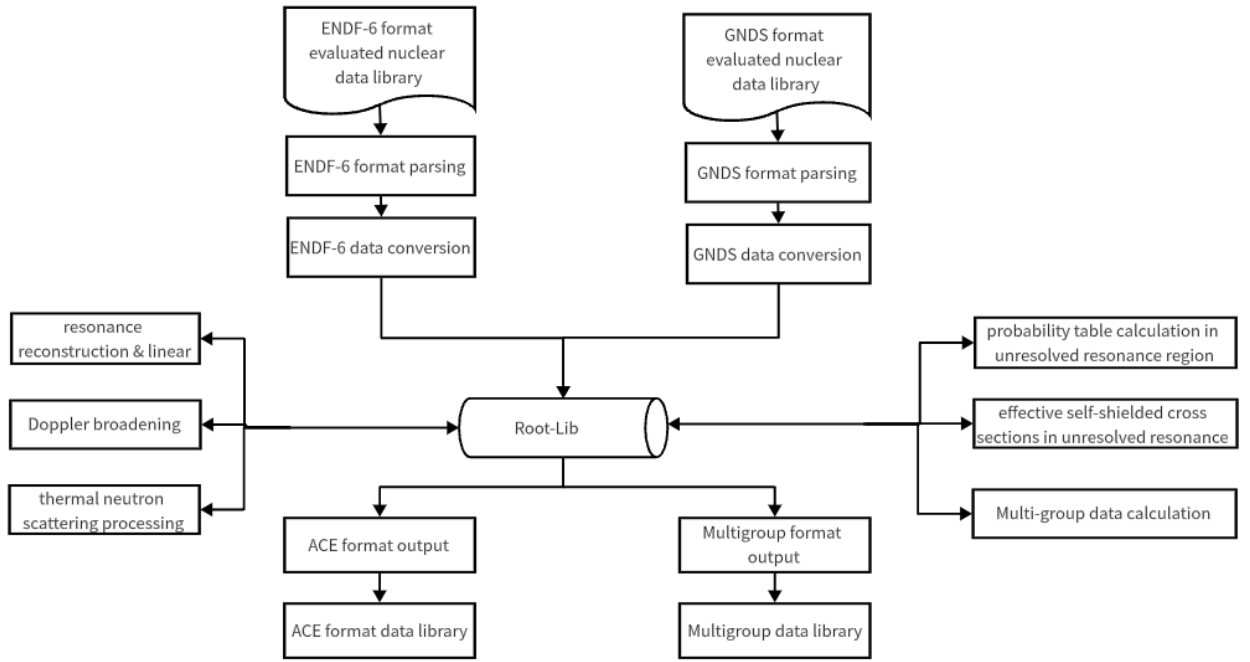 ENDF-6 format
evaluated nuclear
data library
GNDS format
evaluated nuclear
data library
ENDF-6 format parsing
GNDS format parsing
ENDF-6 data conversion
GNDS data conversion
resonance
reconstruction & linear
probability table calculation in
unresolved resonance region
Doppler broadening
Root-Lib
effective self-shielded cross
sections in unresolved resonance
thermal neutron
scattering processing
Multi-group data calculation
ACE format output
Multigroup format
output
ACE format data library
Multigroup data library